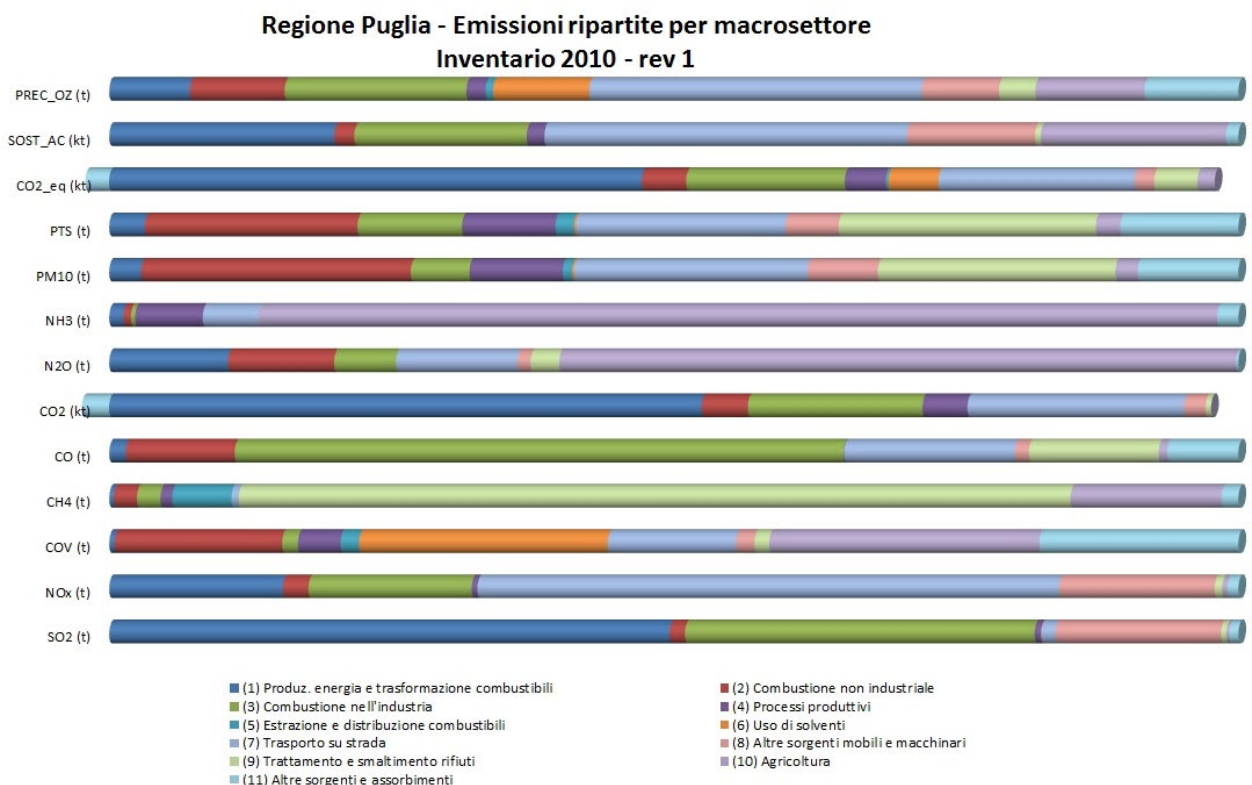 Regione Puglia - Emissioni ripartite per macrosettore
Inventario 2010 - rev 1
PREC_OZ (t)
SOST_AC (kt)
CO2_eq (kt)
PTS (t)
PM10 (t)
NH3 (t)
N2O (t)
CO2 (kt)
CO (t)
CH4 (t)
COV (t)
NOx (t)
SO2 (t)
(1) Produz. energia e trasformazione combustibili
(2) Combustione non industriale
(3) Combustione nell'industria
(4) Processi produttivi
(5) Estrazione e distribuzione combustibili
(6) Uso di solventi
(7) Trasporto su strada
(8) Altre sorgenti mobili e macchinari
(9) Trattamento e smaltimento rifiuti
(10) Agricoltura
(11) Altre sorgenti e assorbimenti